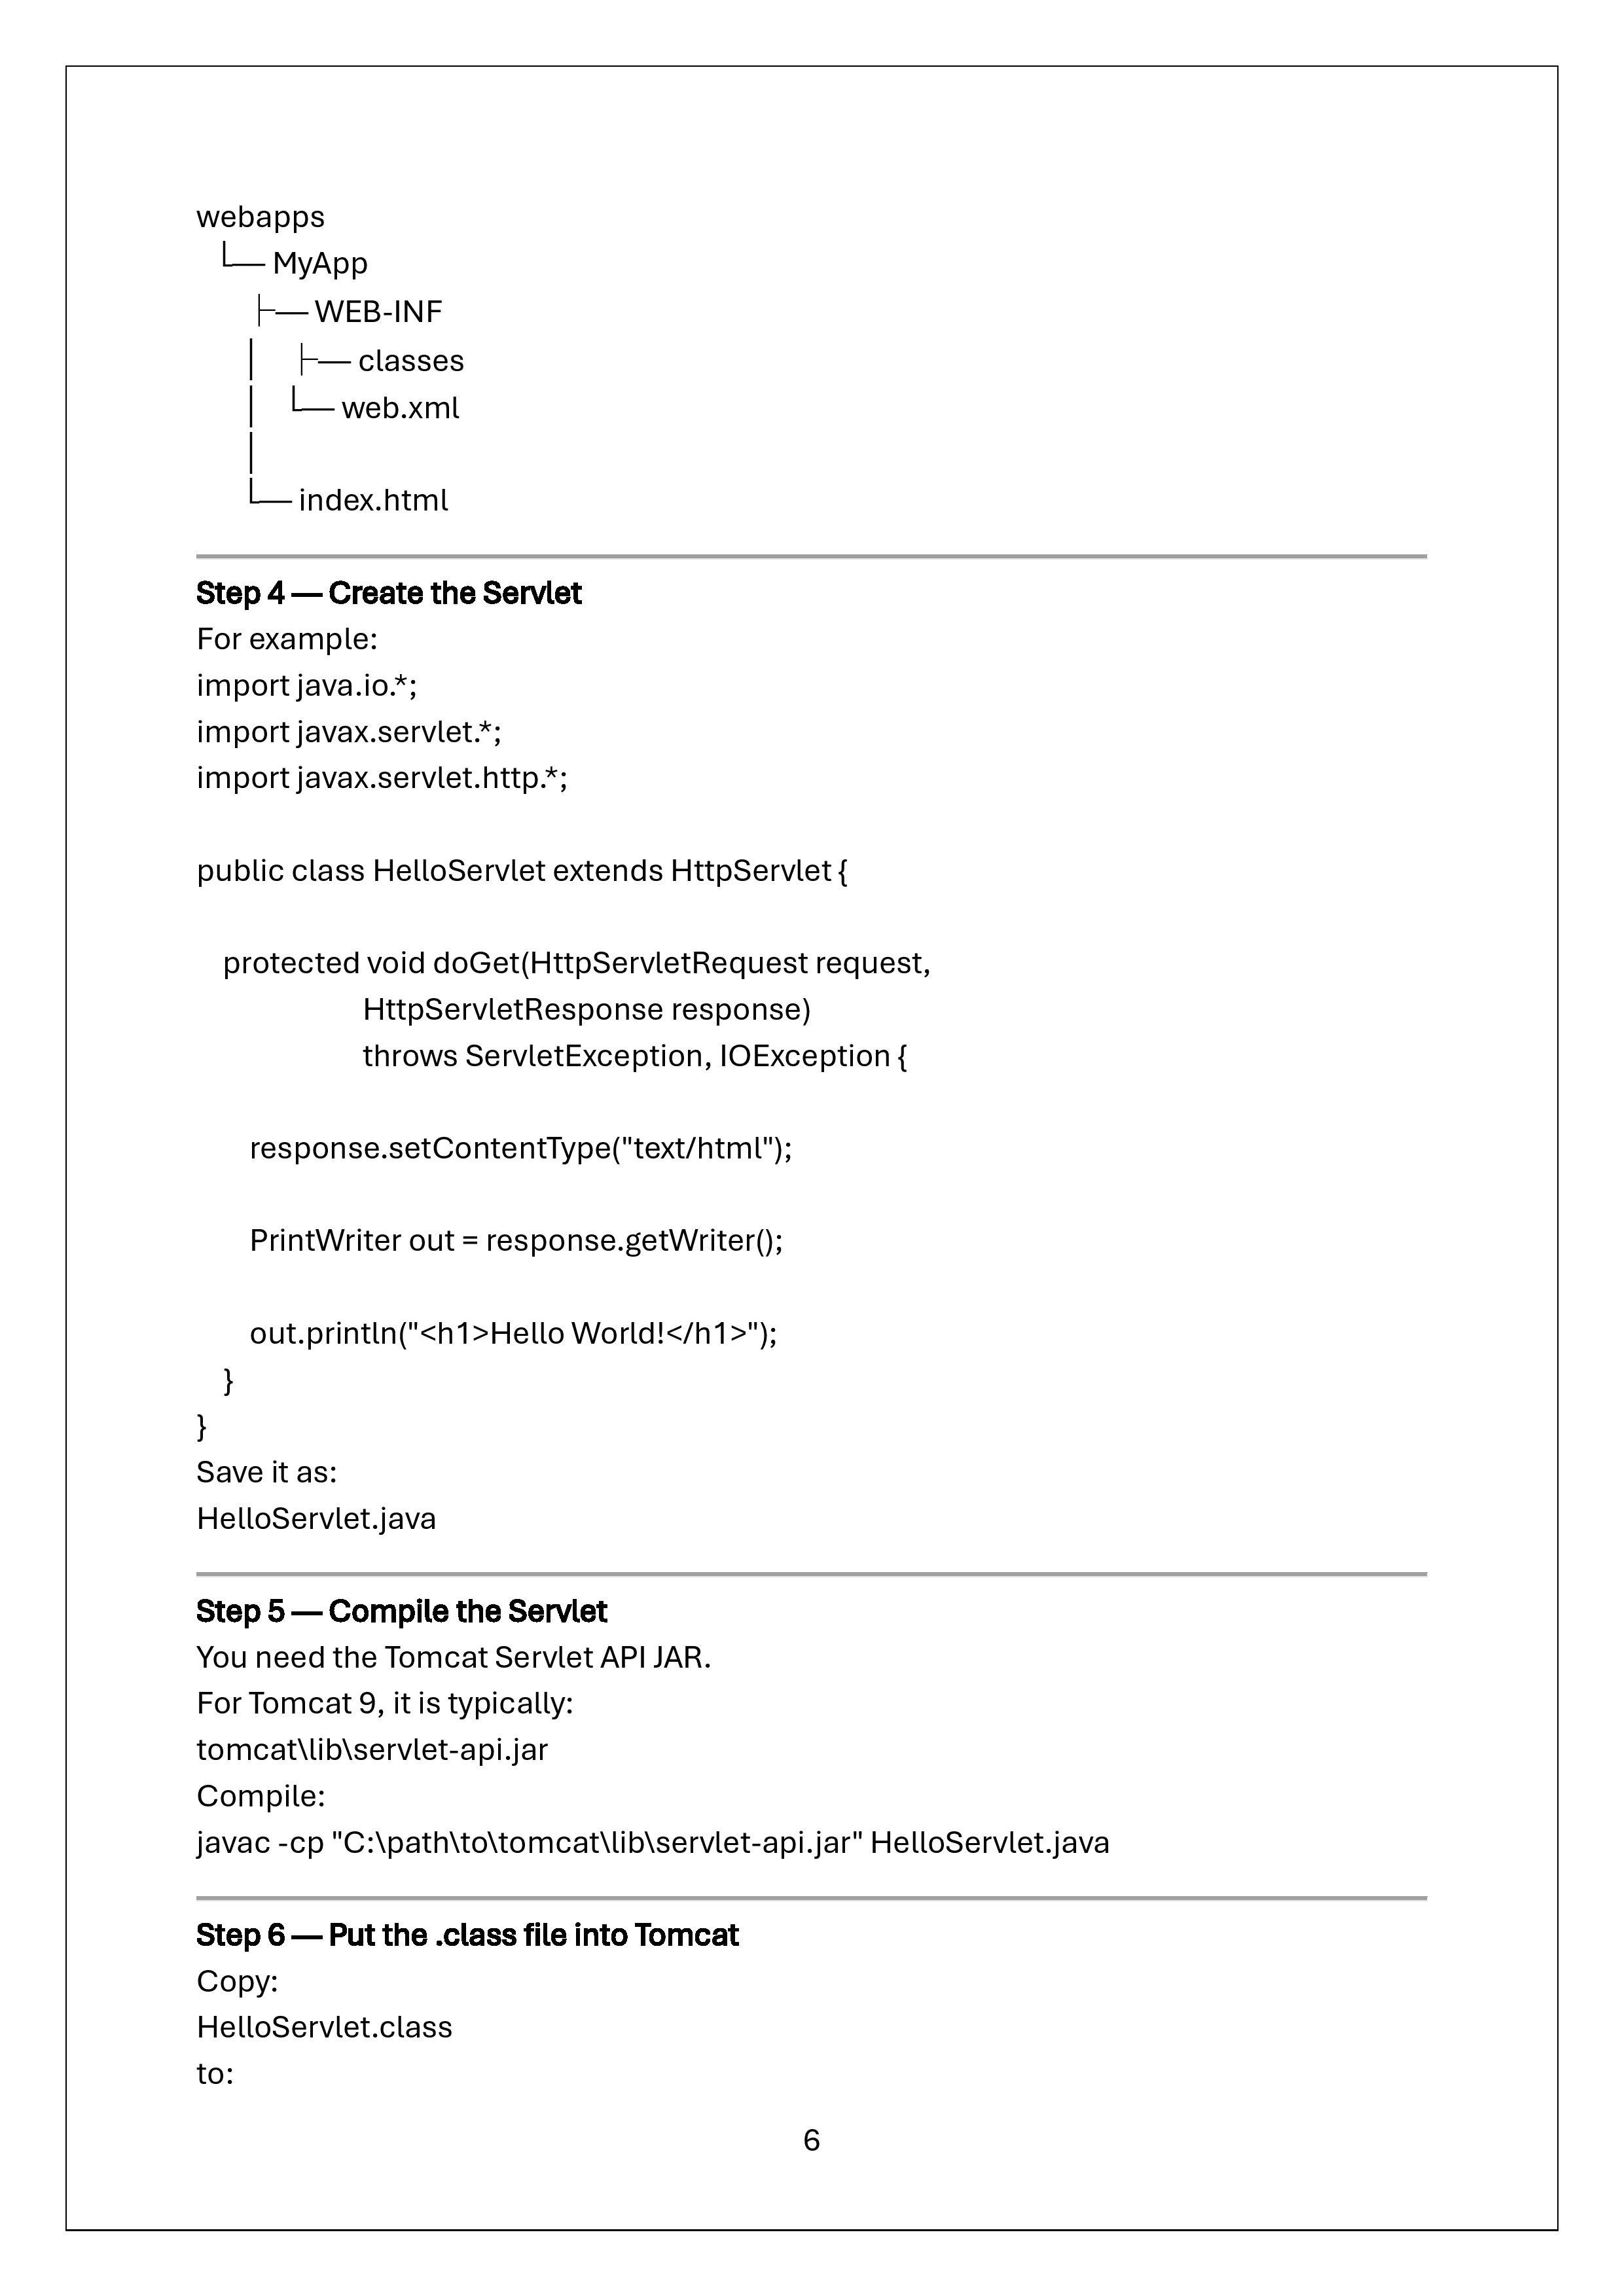 webapps
└── MyApp
├── WEB-INF
│ ├── classes
│ └── web.xml
│
└── index.html
Step 4 — Create the Servlet
For example:
import java.io.*;
import javax.servlet.*;
import javax.servlet.http.*;
public class HelloServlet extends HttpServlet {
protected void doGet(HttpServletRequest request,
HttpServletResponse response)
throws ServletException, IOException {
response.setContentType("text/html");
PrintWriter out = response.getWriter();
out.println("<h1>Hello World!</h1>");
}
}
Save it as:
HelloServlet.java
Step 5 — Compile the Servlet
You need the Tomcat Servlet API JAR.
For Tomcat 9, it is typically:
tomcat\lib\servlet-api.jar
Compile:
javac -cp "C:\path\to\tomcat\lib\servlet-api.jar" HelloServlet.java
Step 6 — Put the .class file into Tomcat
Copy:
HelloServlet.class
to:
6